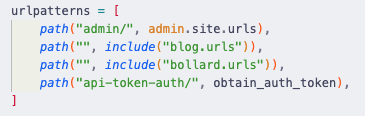 urlpatterns = [
    path("admin/", admin.site.urls),
    path("", include("blog.urls")),
    path("", include("bollard.urls")),
    path("api-token-auth/", obtain_auth_token),
]